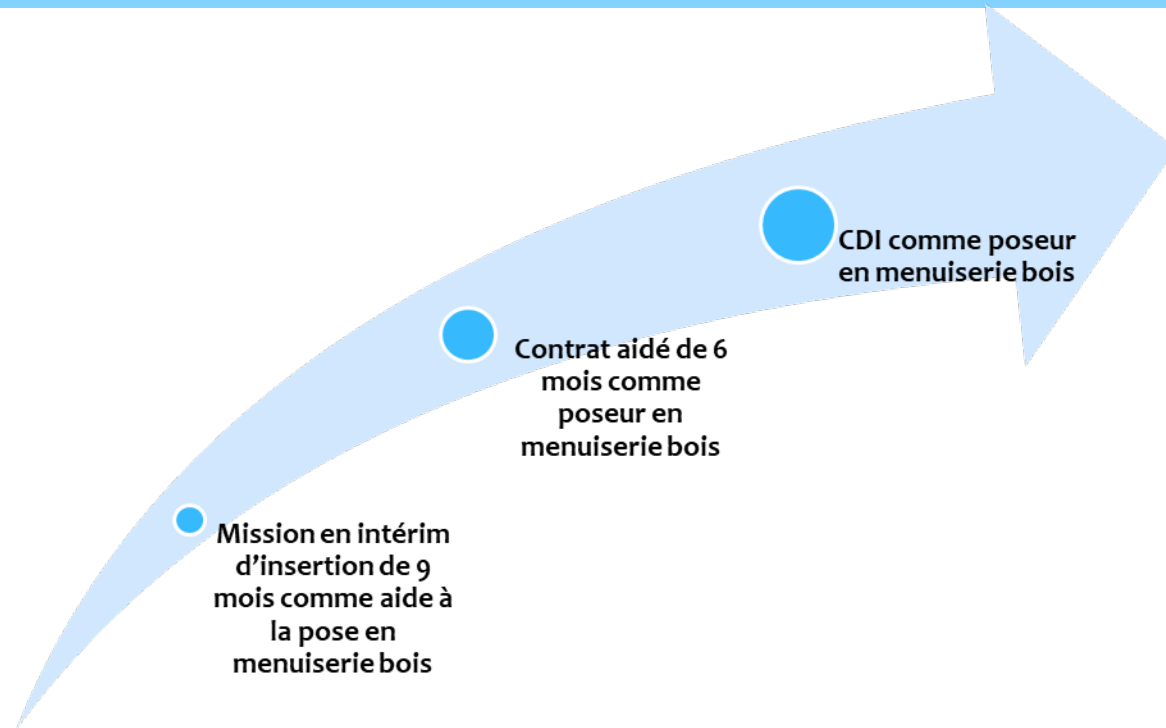 CDI comme poseur
en menuiserie bois
Contrat aidé de 6
mois comme
poseur en
menuiserie bois
Mission en intérim
d’insertion de 9
mois comme aide à
la pose en
menuiserie bois